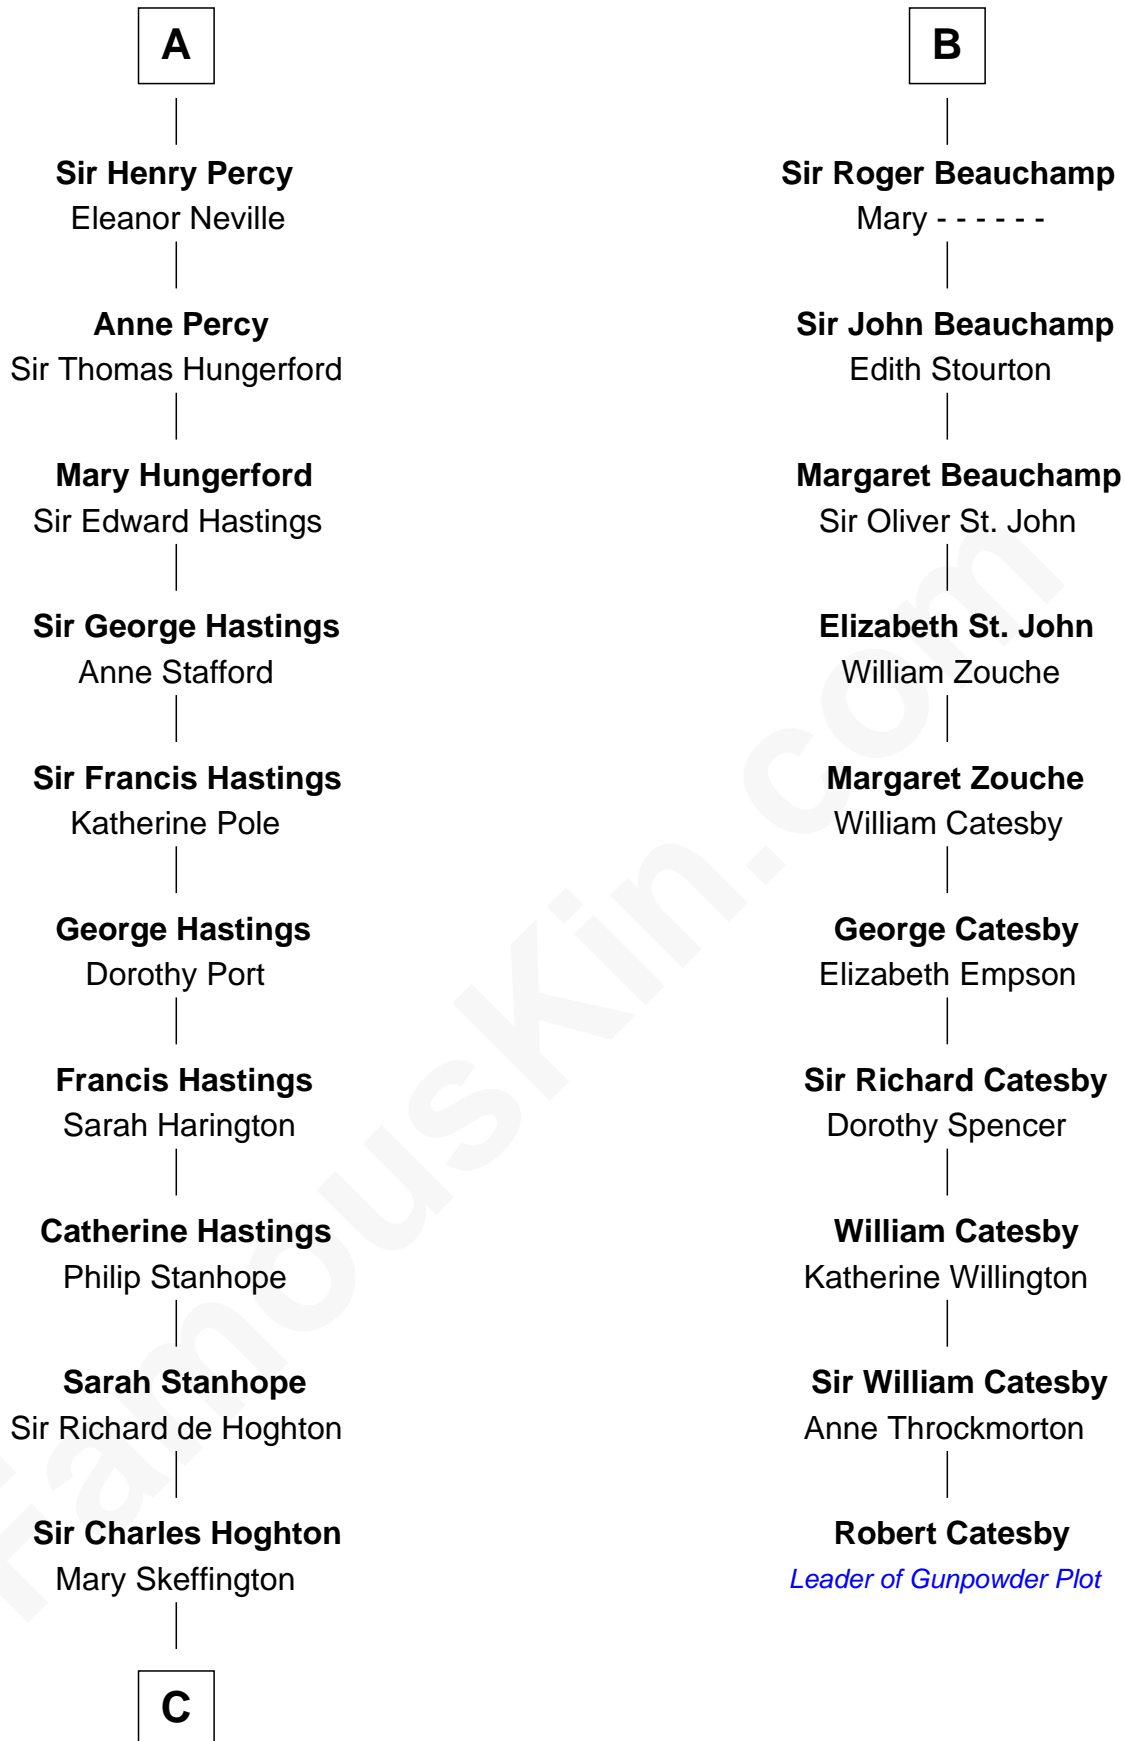 A
Sir Henry Percy
Eleanor Neville
Anne Percy
Sir Thomas Hungerford
Mary Hungerford
Sir Edward Hastings
Sir George Hastings
Anne Stafford
Sir Francis Hastings
Katherine Pole
George Hastings
Dorothy Port
Francis Hastings
Sarah Harington
Catherine Hastings
Philip Stanhope
Sarah Stanhope
Sir Richard de Hoghton
Sir Charles Hoghton
Mary Skeffington
C
B
Sir Roger Beauchamp
Mary - - - - - -
Sir John Beauchamp
Edith Stourton
Margaret Beauchamp
Sir Oliver St. John
Elizabeth St. John
William Zouche
Margaret Zouche
William Catesby
George Catesby
Elizabeth Empson
Sir Richard Catesby
Dorothy Spencer
William Catesby
Katherine Willington
Sir William Catesby
Anne Throckmorton
Robert Catesby
Leader of Gunpowder Plot
FamousKin.com